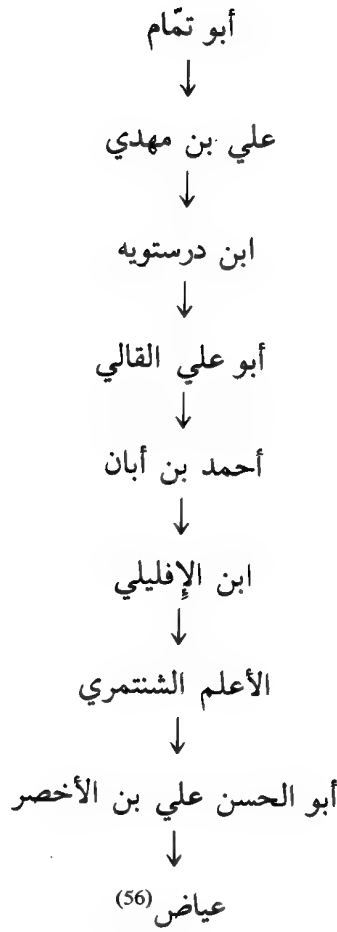 أبو تمّام
↓
علي بن مهدي
↓
ابن درستويه
↓
أبو علي القالي
↓
أحمد بن أبان
↓
ابن الإفليلي
↓
الأعلم الشنتمري
↓
أبو الحسن علي بن الأخصر
↓
عياض(56)